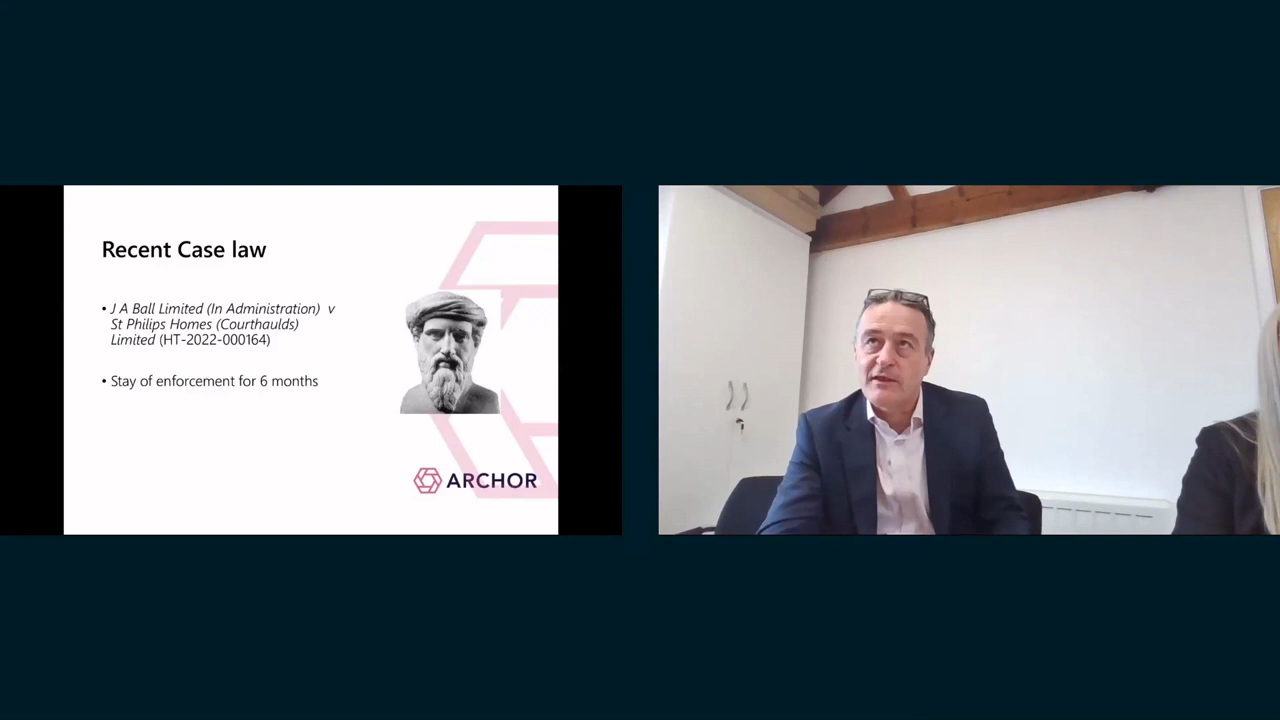 Recent Case law
• J A Ball Limited (In Administration) v
St Philips Homes (Courthaulds)
Limited (HT-2022-000164)
• Stay of enforcement for 6 months
ARCHOR